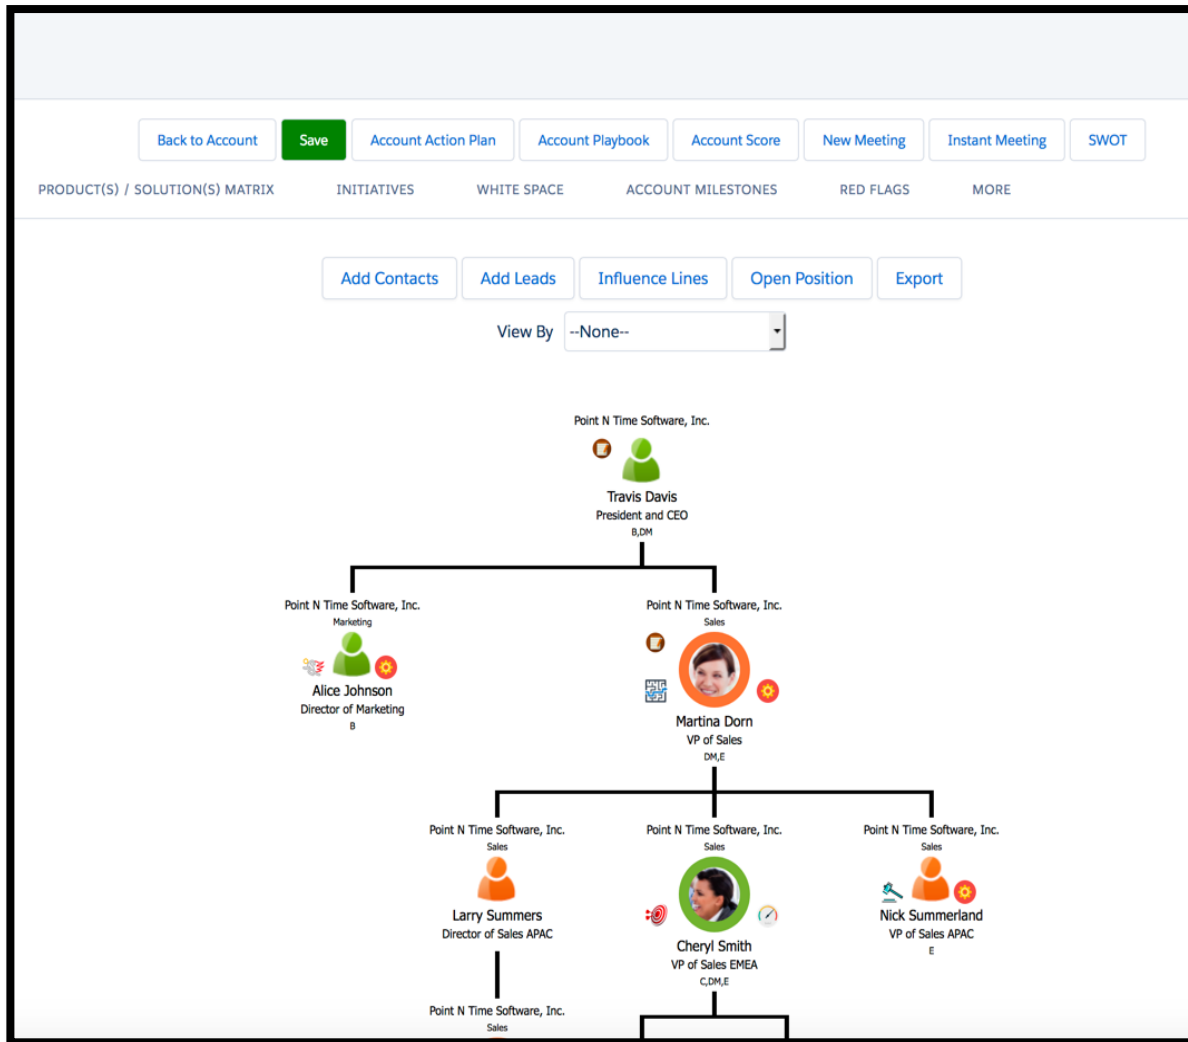 Back to Account Save Account Action Plan Account Playbook Account Score New Meeting Instant Meeting SWOT
PRODUCT(S) / SOLUTION(S) MATRIX INITIATIVES WHITE SPACE ACCOUNT MILESTONES RED FLAGS MORE
Add Contacts Add Leads Influence Lines Open Position Export
View By --None--
Point N Time Software, Inc.
Travis Davis
President and CEO
B,DM
Point N Time Software, Inc.
Marketing
Alice Johnson
Director of Marketing
B
Point N Time Software, Inc.
Sales
Martina Dorn
VP of Sales
DM,E
Point N Time Software, Inc.
Sales
Larry Summers
Director of Sales APAC
Point N Time Software, Inc.
Sales
Cheryl Smith
VP of Sales EMEA
C,DM,E
Point N Time Software, Inc.
Sales
Nick Summerland
VP of Sales APAC
E
Point N Time Software, Inc.
Sales